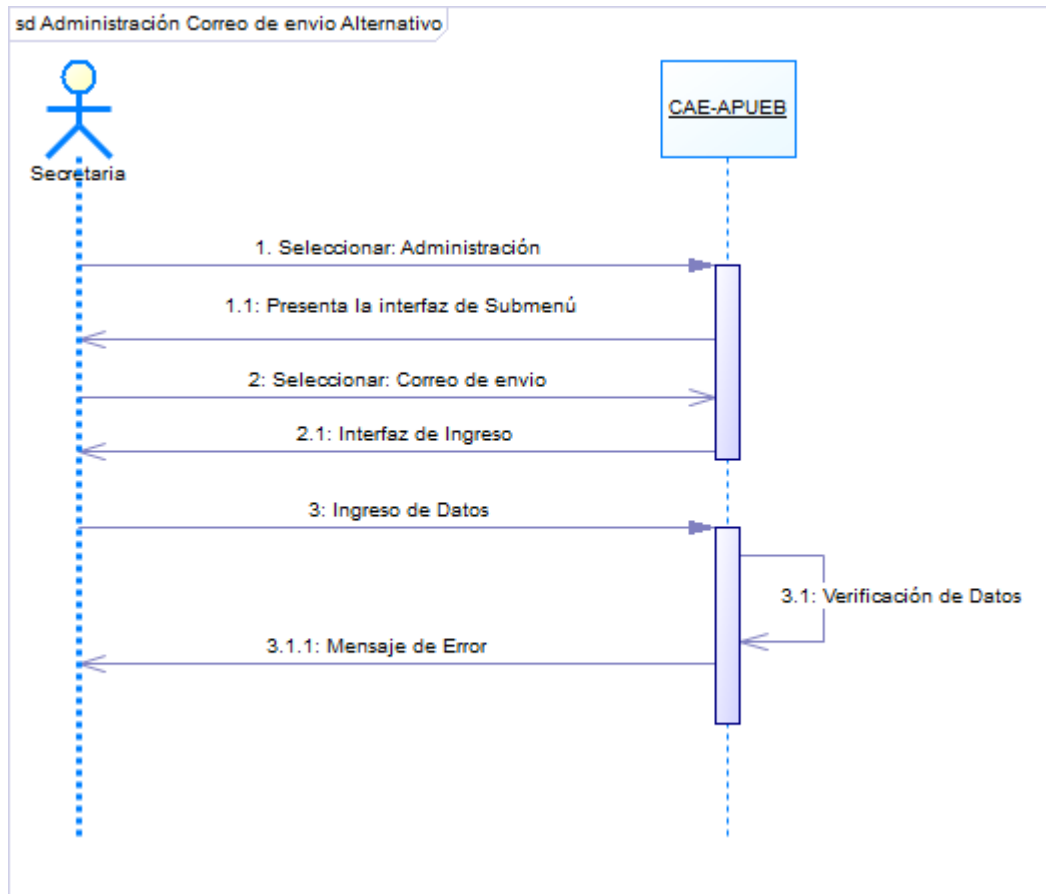 sd Administración Correo de envio Alternativo
CAE-APUEB
Secretaria
1. Seleccionar: Administración
1.1: Presenta la interfaz de Submenú
2: Seleccionar: Correo de envio
2.1: Interfaz de Ingreso
3: Ingreso de Datos
3.1: Verificación de Datos
3.1.1: Mensaje de Error